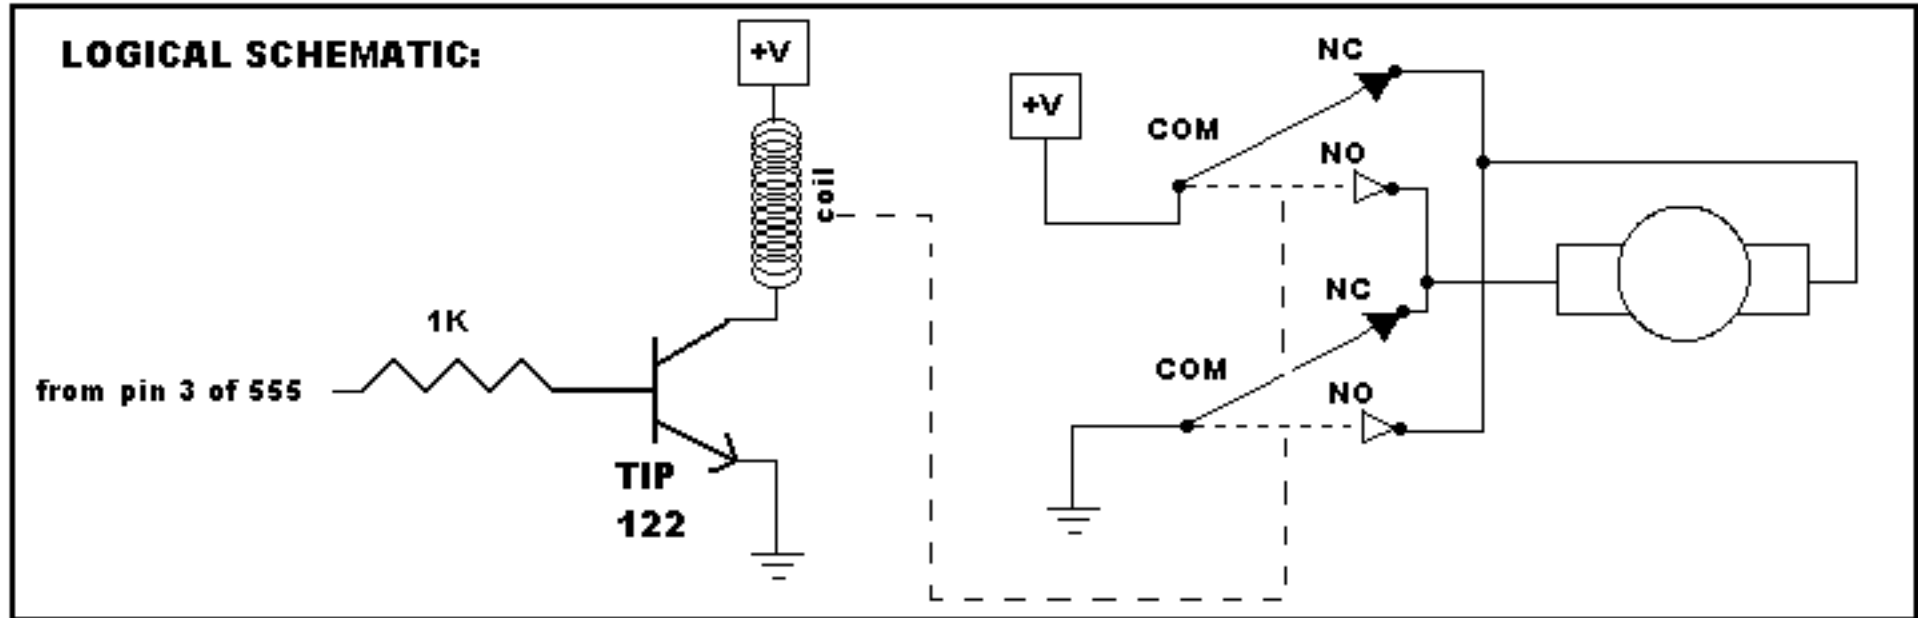 LOGICAL SCHEMATIC:
+V
coil
1K
from pin 3 of 555
TIP
122
+V
NC
COM
NO
NC
COM
NO